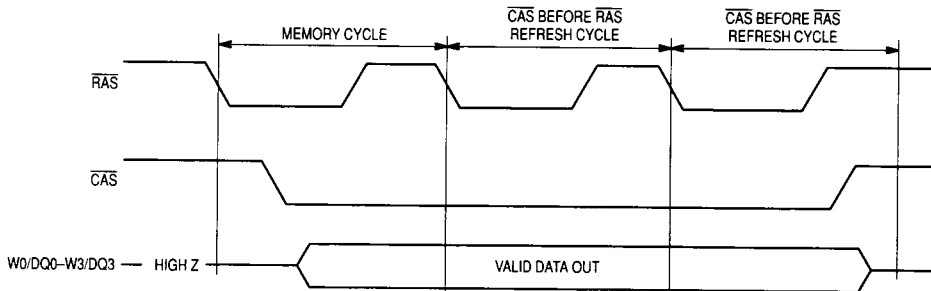 MEMORY CYCLE
CAS BEFORE RAS
REFRESH CYCLE
CAS BEFORE RAS
REFRESH CYCLE
RAS
CAS
W0/DQ0–W3/DQ3
HIGH Z
VALID DATA OUT